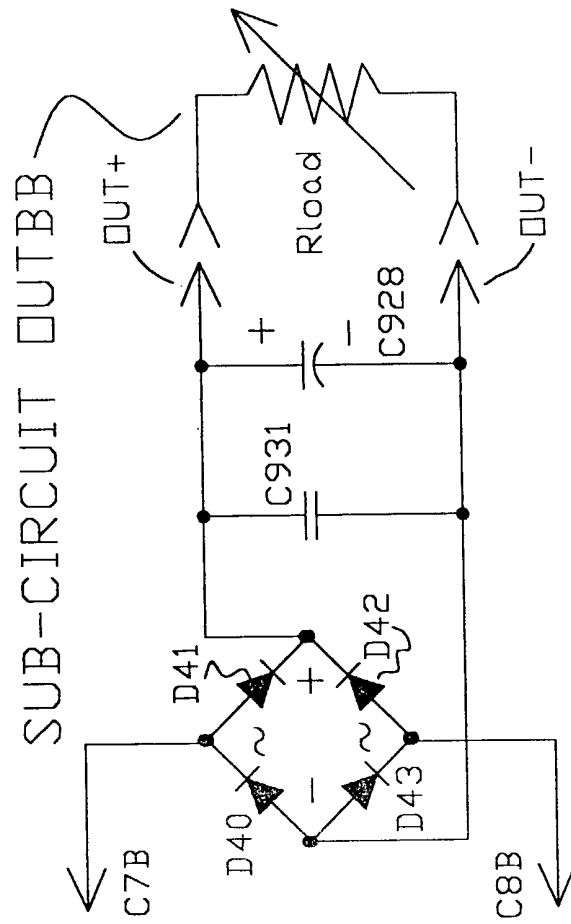 SUB-CIRCUIT OUTBB
OUT+
OUT-
Rload
+
-
C928
C931
D41
D42
+
~
~
-
D40
D43
C7B
C8B